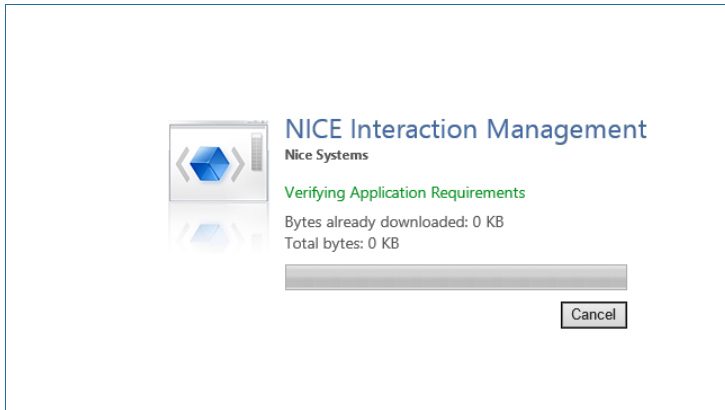 NICE Interaction Management
Nice Systems
Verifying Application Requirements
Bytes already downloaded: 0 KB
Total bytes: 0 KB
Cancel